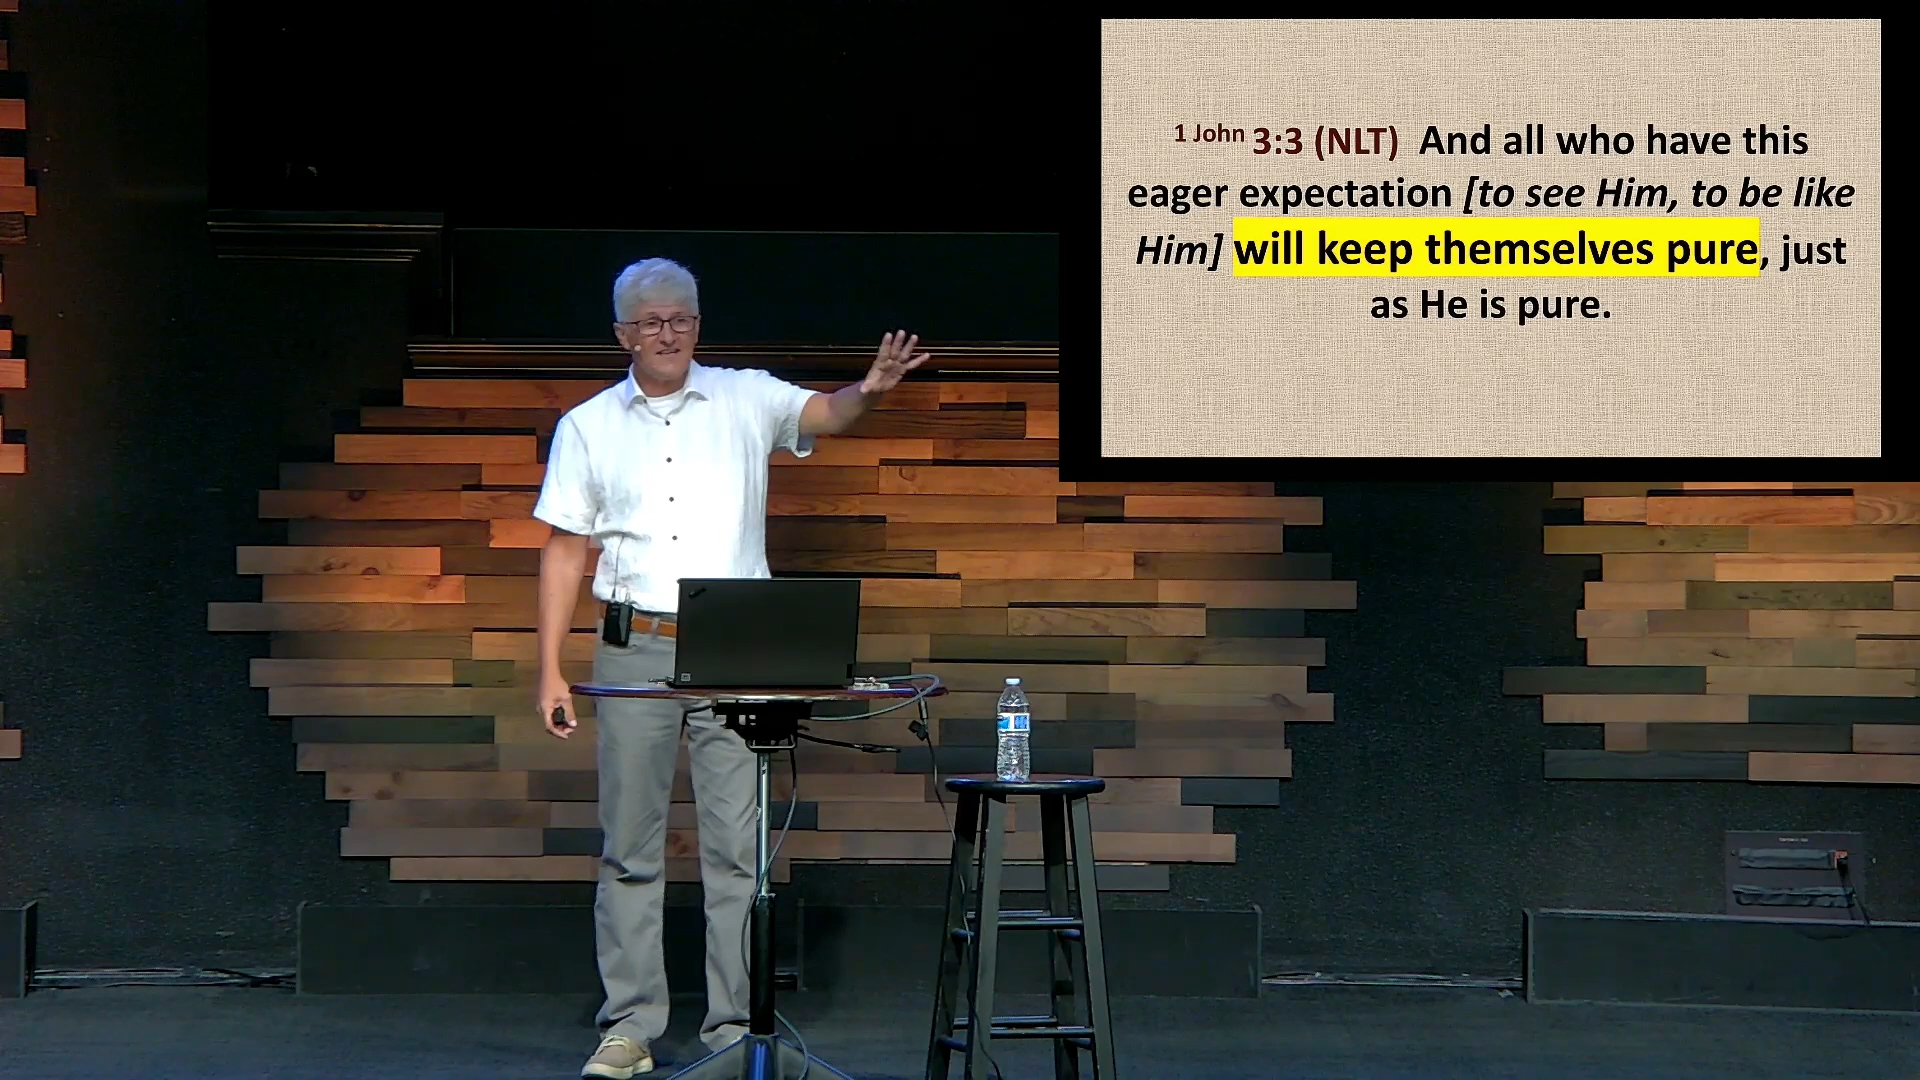 1 John 3:3 (NLT) And all who have this
eager expectation [to see Him, to be like
Him] will keep themselves pure, just
as He is pure.